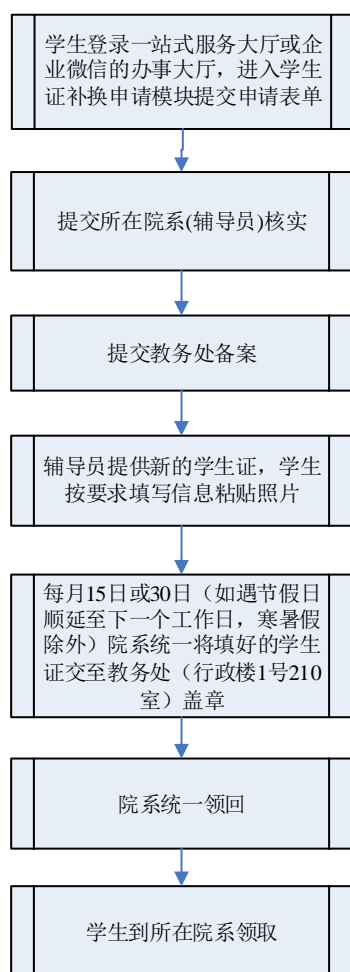 学生登录一站式服务大厅或企
业微信的办事大厅，进入学生
证补换申请模块提交申请表单
提交所在院系(辅导员)核实
提交教务处备案
辅导员提供新的学生证，学生
按要求填写信息粘贴照片
每月15日或30日（如遇节假日
顺延至下一个工作日，寒暑假
除外）院系统一将填好的学生
证交至教务处（行政楼1号210
室）盖章
院系统一领回
学生到所在院系领取